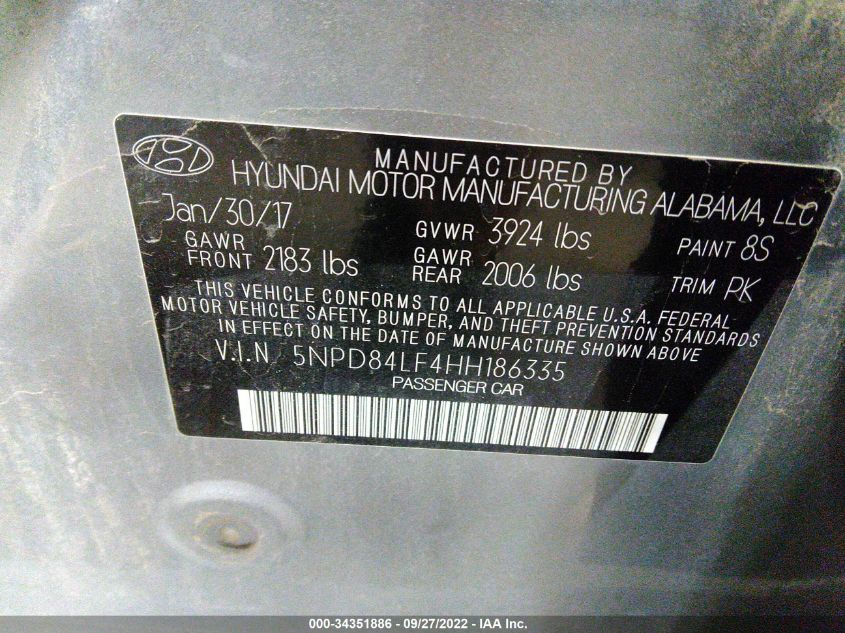 MANUFACTURED BY
HYUNDAI MOTOR MANUFACTURING ALABAMA, LLC
Jan/30/17
GVWR 3924 lbs
PAINT 8S
GAWR FRONT 2183 lbs
GAWR REAR 2006 lbs
TRIM PK
THIS VEHICLE CONFORMS TO ALL APPLICABLE U.S.A. FEDERAL
MOTOR VEHICLE SAFETY, BUMPER, AND THEFT PREVENTION STANDARDS
IN EFFECT ON THE DATE OF MANUFACTURE SHOWN ABOVE
V.I.N 5NPD84LF4HH186335
PASSENGER CAR
000-34351886 - 09/27/2022 - IAA Inc.